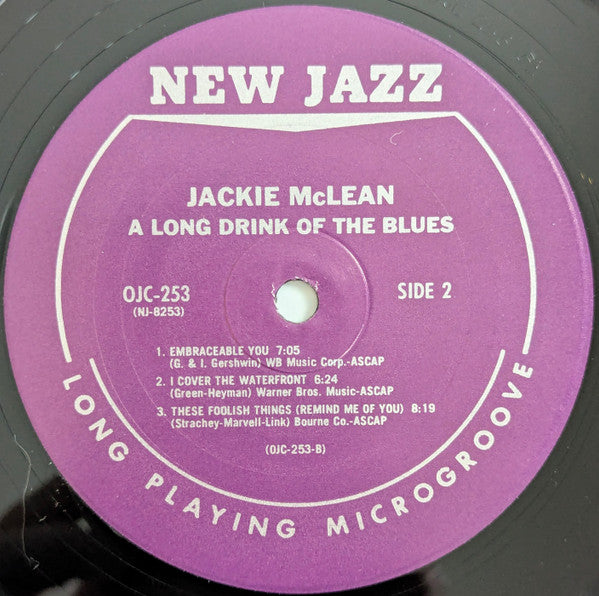 NEW JAZZ
JACKIE McLEAN
A LONG DRINK OF THE BLUES
OJC-253
(NJ-8253)
SIDE 2
1. EMBRACEABLE YOU 7:05
(G. & I. Gershwin) WB Music Corp.-ASCAP
2. I COVER THE WATERFRONT 6:24
(Green-Heyman) Warner Bros. Music-ASCAP
3. THESE FOOLISH THINGS (REMIND ME OF YOU) 8:19
(Strachey-Marvell-Link) Bourne Co.-ASCAP
(OJC-253-B)
LONG PLAYING MICROGROOVE